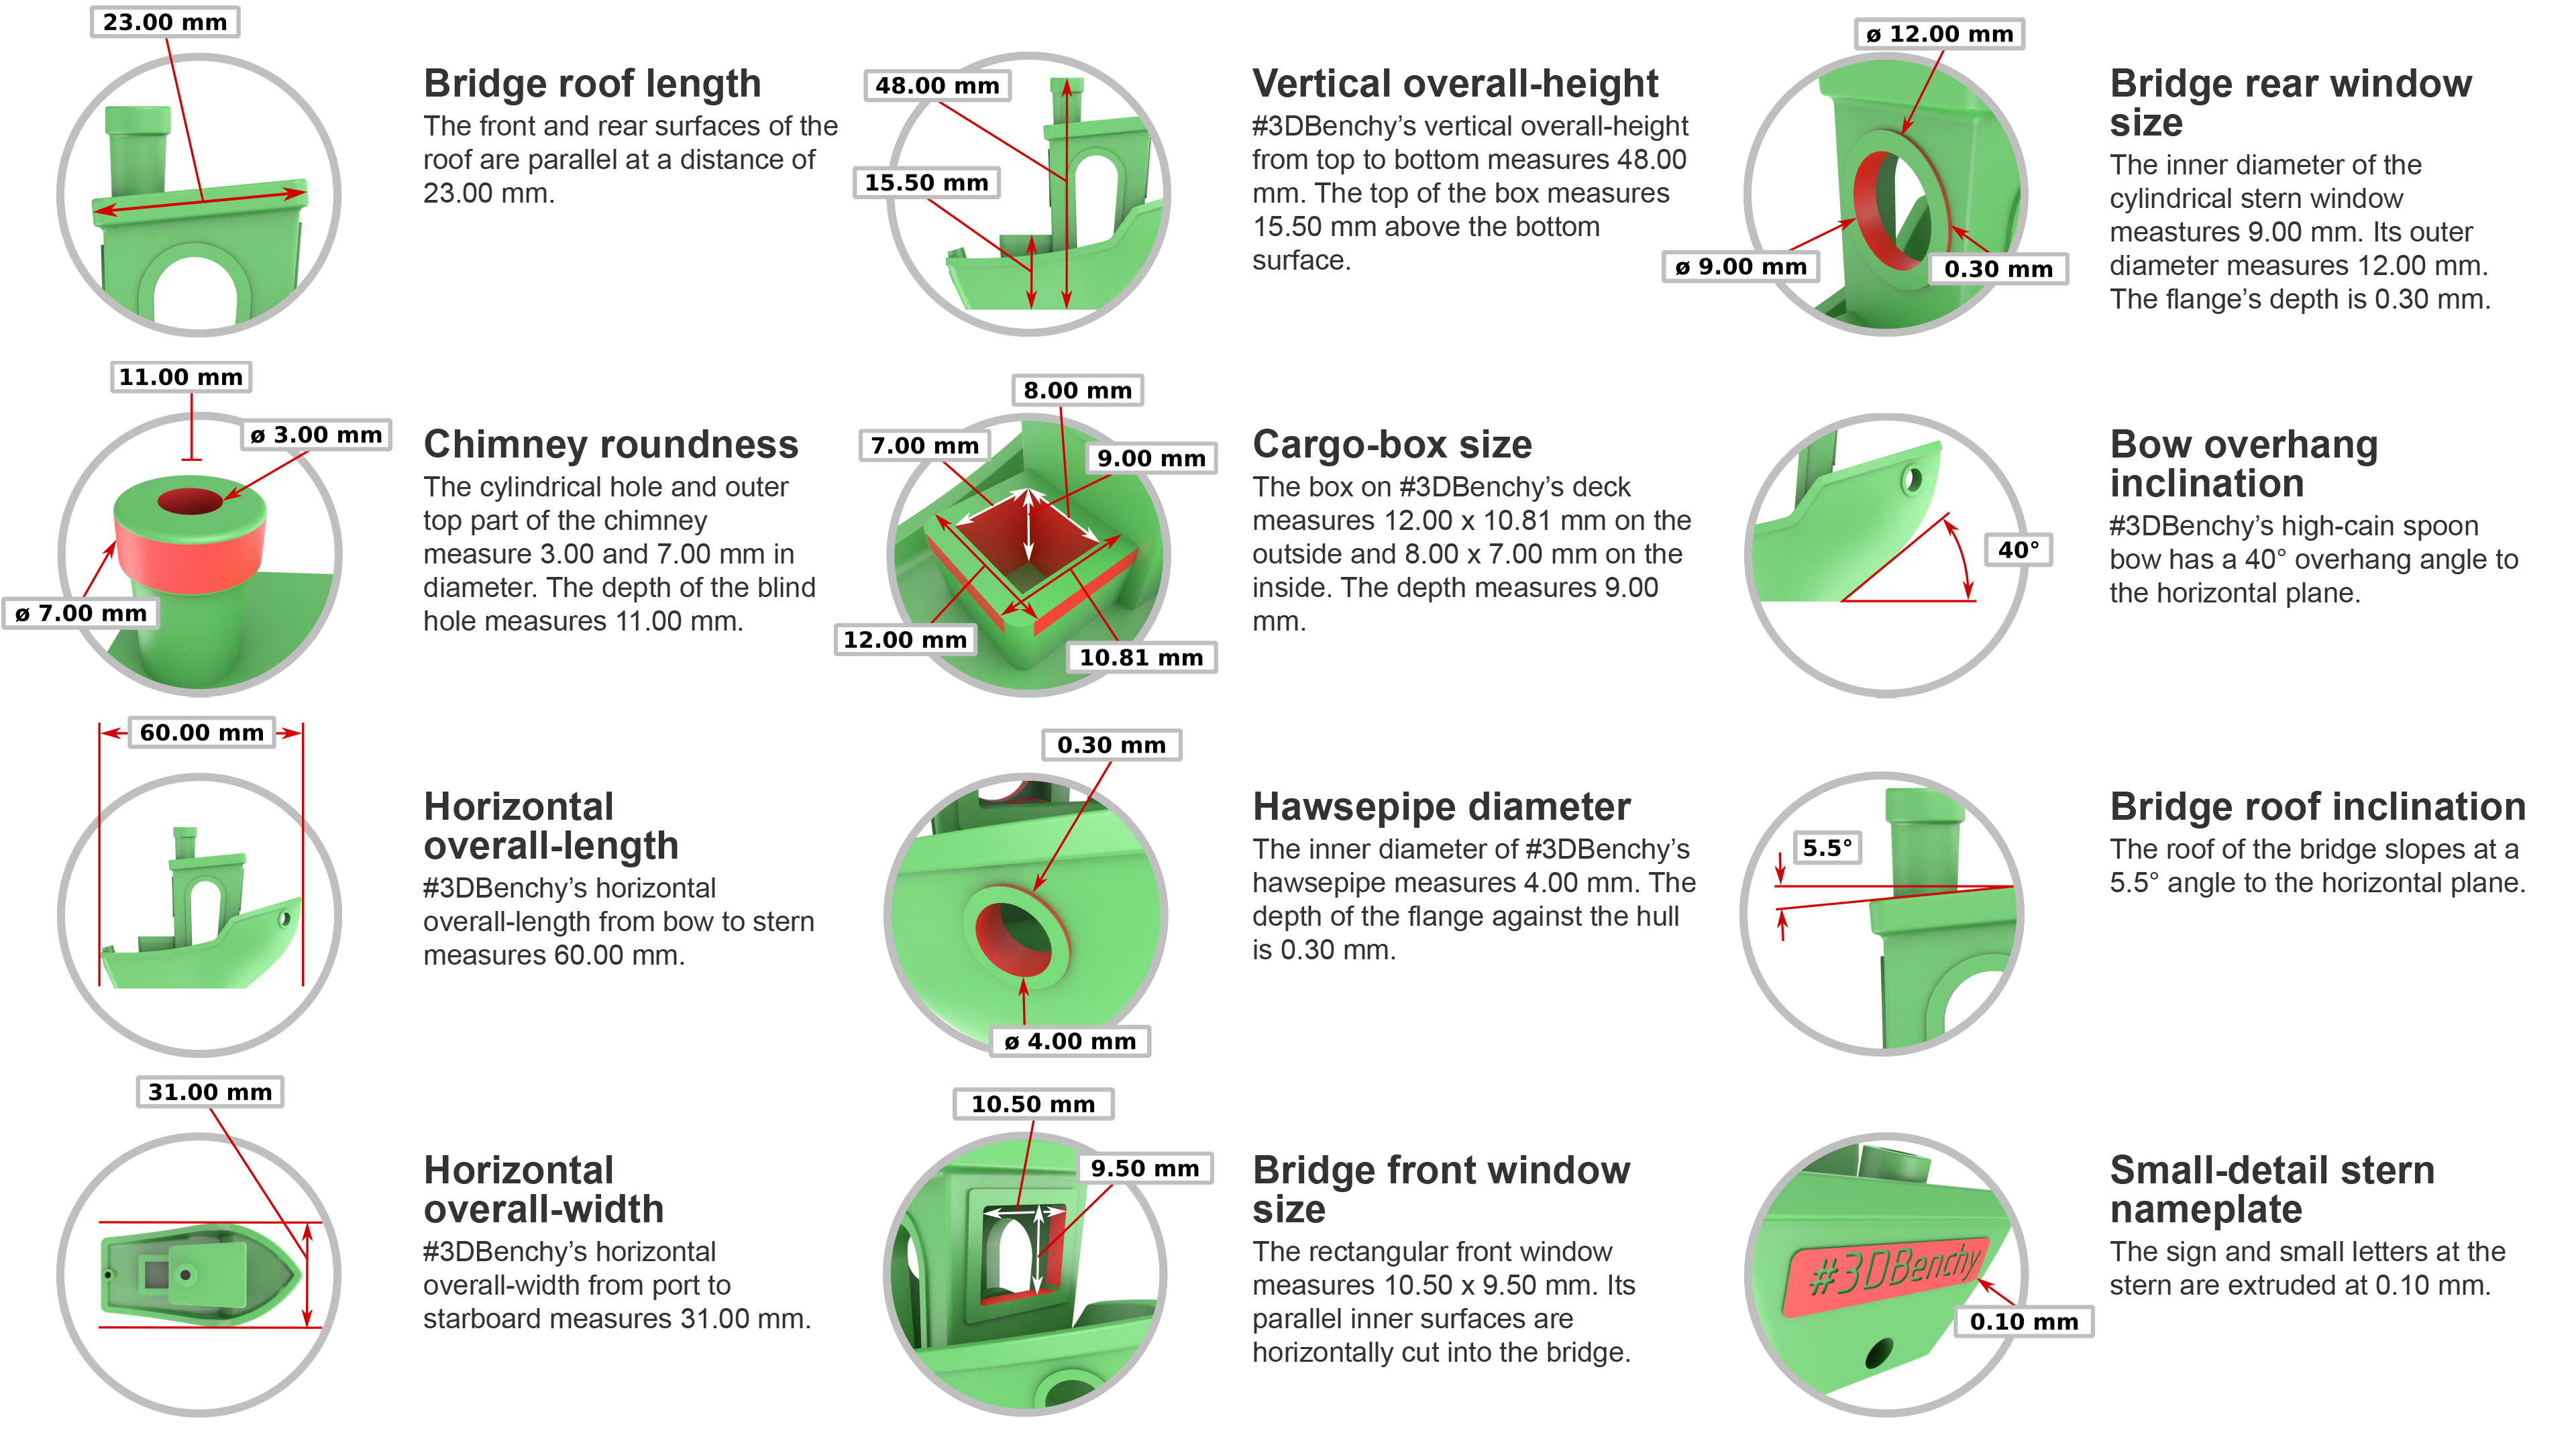 23.00 mm
Bridge roof length
The front and rear surfaces of the
roof are parallel at a distance of
23.00 mm.
48.00 mm
15.50 mm
Vertical overall-height
#3DBenchy’s vertical overall-height
from top to bottom measures 48.00
mm. The top of the box measures
15.50 mm above the bottom
surface.
ø 12.00 mm
ø 9.00 mm
0.30 mm
Bridge rear window
size
The inner diameter of the
cylindrical stern window
meastures 9.00 mm. Its outer
diameter measures 12.00 mm.
The flange’s depth is 0.30 mm.
11.00 mm
ø 3.00 mm
ø 7.00 mm
Chimney roundness
The cylindrical hole and outer
top part of the chimney
measure 3.00 and 7.00 mm in
diameter. The depth of the blind
hole measures 11.00 mm.
8.00 mm
7.00 mm
9.00 mm
12.00 mm
10.81 mm
Cargo-box size
The box on #3DBenchy’s deck
measures 12.00 x 10.81 mm on the
outside and 8.00 x 7.00 mm on the
inside. The depth measures 9.00
mm.
40°
Bow overhang
inclination
#3DBenchy’s high-cain spoon
bow has a 40° overhang angle to
the horizontal plane.
60.00 mm
Horizontal
overall-length
#3DBenchy’s horizontal
overall-length from bow to stern
measures 60.00 mm.
0.30 mm
ø 4.00 mm
Hawsepipe diameter
The inner diameter of #3DBenchy’s
hawsepipe measures 4.00 mm. The
depth of the flange against the hull
is 0.30 mm.
5.5°
Bridge roof inclination
The roof of the bridge slopes at a
5.5° angle to the horizontal plane.
31.00 mm
Horizontal
overall-width
#3DBenchy’s horizontal
overall-width from port to
starboard measures 31.00 mm.
10.50 mm
9.50 mm
Bridge front window
size
The rectangular front window
measures 10.50 x 9.50 mm. Its
parallel inner surfaces are
horizontally cut into the bridge.
#3DBenchy
0.10 mm
Small-detail stern
nameplate
The sign and small letters at the
stern are extruded at 0.10 mm.